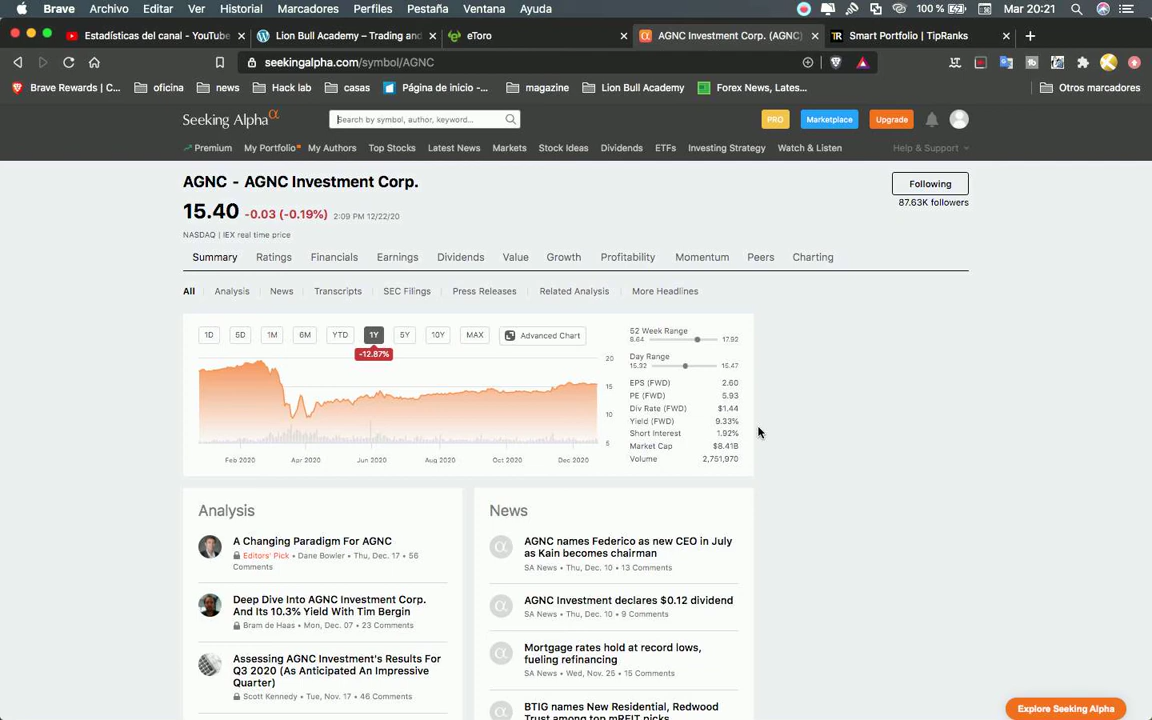 Brave Archivo Editar Ver Historial Marcadores Perfiles Pestaña Ventana Ayuda 100 % Mar 20:21
Estadísticas del canal - YouTube × Lion Bull Academy – Trading and × eToro × AGNC Investment Corp. (AGNC) × Smart Portfolio | TipRanks × +
seekingalpha.com/symbol/AGNC
Brave Rewards | C... oficina news Hack lab casas Página de inicio -... magazine Lion Bull Academy Forex News, Lates... Otros marcadores
Seeking Alpha α Search by symbol, author, keyword... PRO Marketplace Upgrade
Premium My Portfolio My Authors Top Stocks Latest News Markets Stock Ideas Dividends ETFs Investing Strategy Watch & Listen Help & Support
AGNC - AGNC Investment Corp. Following
15.40 -0.03 (-0.19%) 2:09 PM 12/22/20 87.63K followers
NASDAQ | IEX real time price
Summary Ratings Financials Earnings Dividends Value Growth Profitability Momentum Peers Charting
All Analysis News Transcripts SEC Filings Press Releases Related Analysis More Headlines
1D 5D 1M 6M YTD 1Y 5Y 10Y MAX Advanced Chart
-12.87%
20
15
10
5
Feb 2020 Apr 2020 Jun 2020 Aug 2020 Oct 2020 Dec 2020
52 Week Range
8.64 17.92
Day Range
15.32 15.47
EPS (FWD) 2.60
PE (FWD) 5.93
Div Rate (FWD) $1.44
Yield (FWD) 9.33%
Short Interest 1.92%
Market Cap $8.41B
Volume 2,751,970
Analysis
A Changing Paradigm For AGNC
Editors' Pick • Dane Bowler • Thu, Dec. 17 • 56
Comments
Deep Dive Into AGNC Investment Corp.
And Its 10.3% Yield With Tim Bergin
Bram de Haas • Mon, Dec. 07 • 23 Comments
Assessing AGNC Investment's Results For
Q3 2020 (As Anticipated An Impressive
Quarter)
Scott Kennedy • Tue, Nov. 17 • 46 Comments
News
AGNC names Federico as new CEO in July
as Kain becomes chairman
SA News • Thu, Dec. 10 • 13 Comments
AGNC Investment declares $0.12 dividend
SA News • Thu, Dec. 10 • 9 Comments
Mortgage rates hold at record lows,
fueling refinancing
SA News • Wed, Nov. 25 • 15 Comments
BTIG names New Residential, Redwood
Trust among top mREIT picks
Explore Seeking Alpha